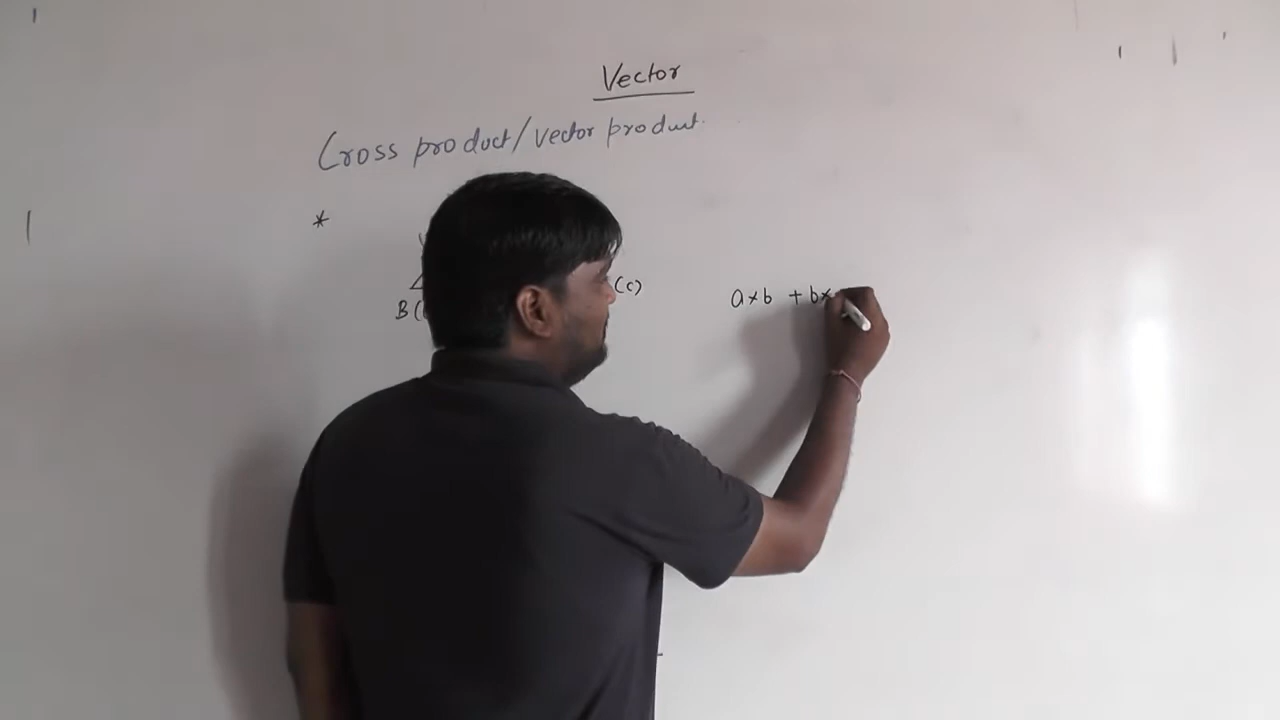 Vector
Cross product/vector product
*
(c)
B(
a×b + b×